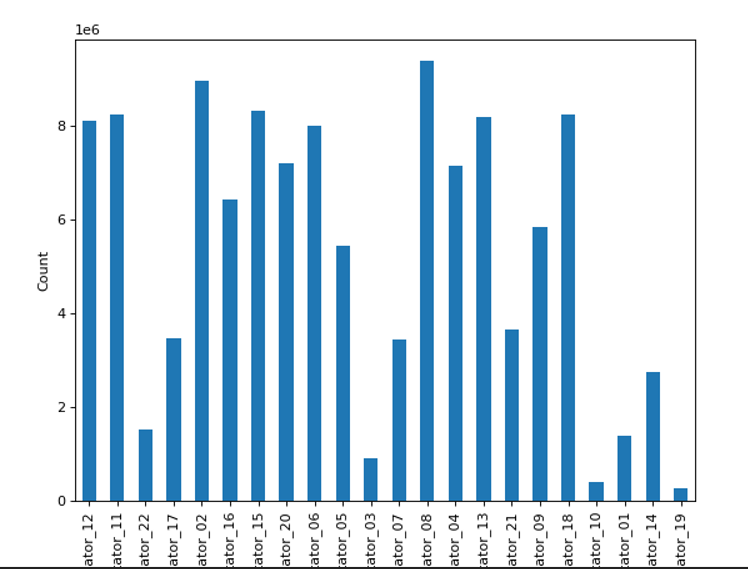 1e6
8
6
4
2
0
Count
ator_12
ator_11
ator_22
ator_17
ator_02
ator_16
ator_15
ator_20
ator_06
ator_05
ator_03
ator_07
ator_08
ator_04
ator_13
ator_21
ator_09
ator_18
ator_10
ator_01
ator_14
ator_19